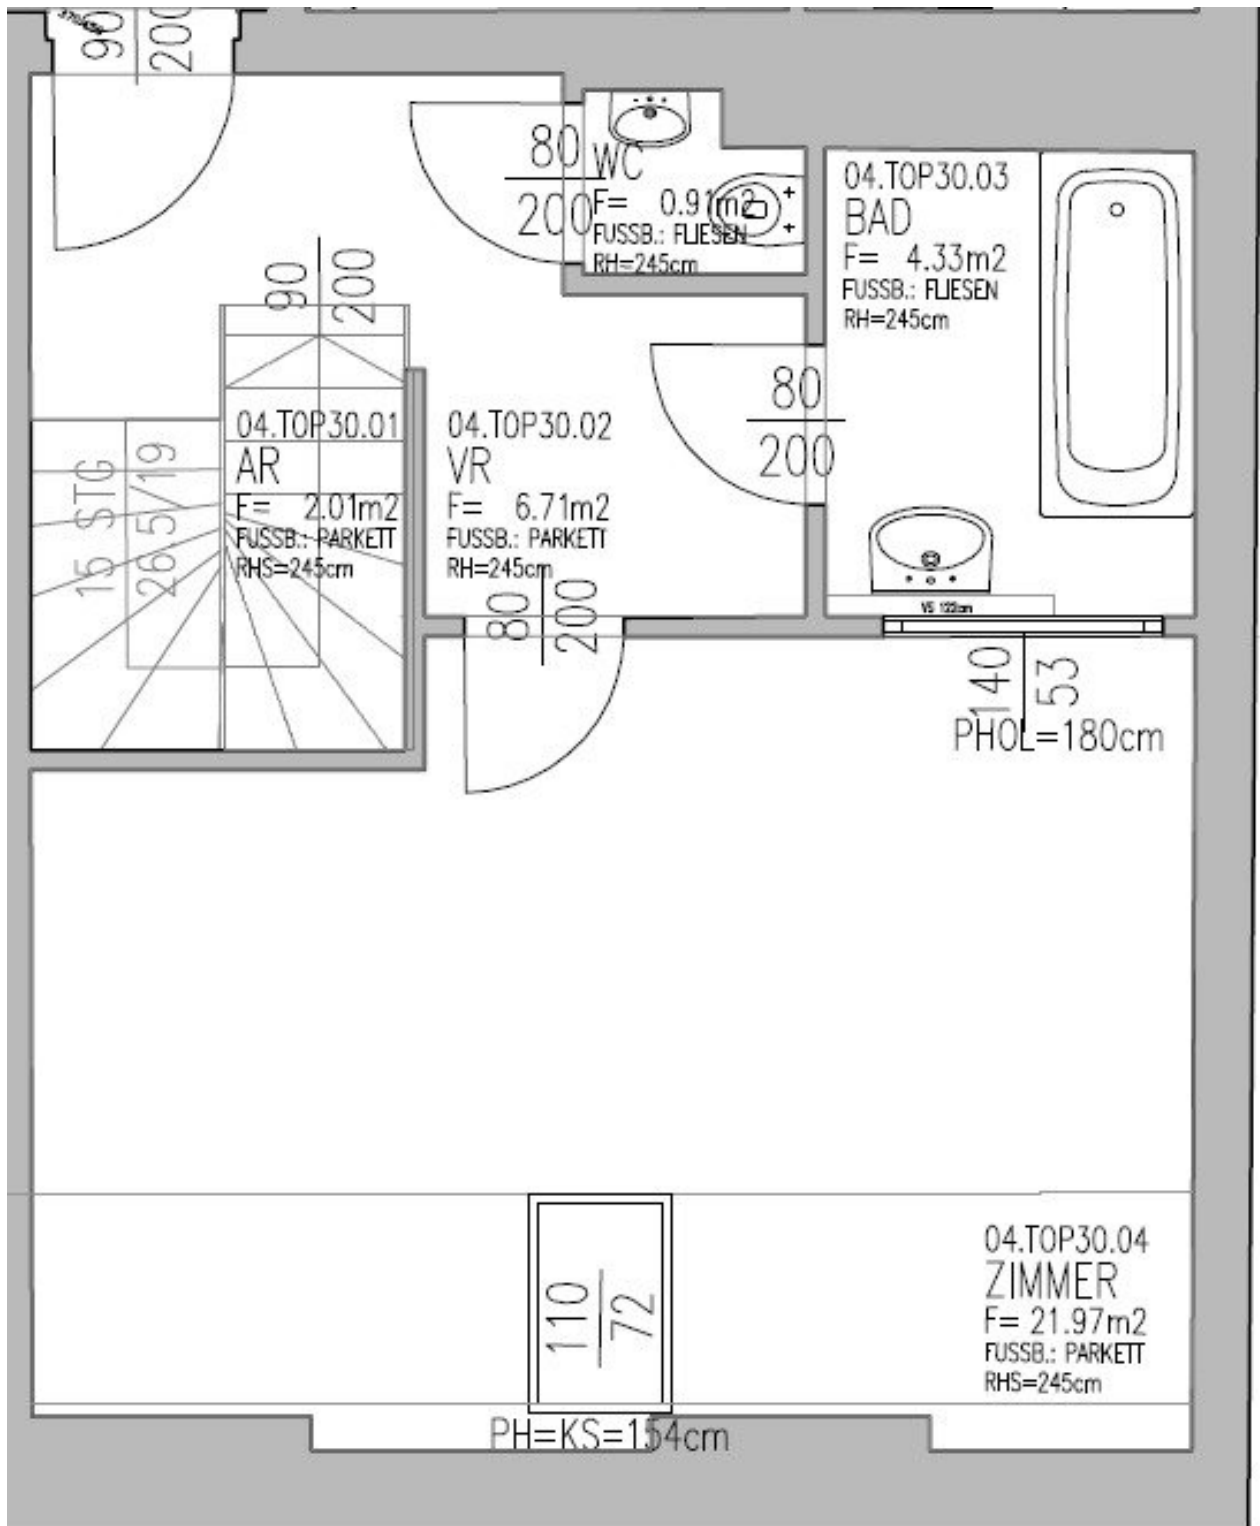 90
200
80
200
WC
F= 0.91m2
FUSSB.: FLIESEN
RH=245cm
04.TOP30.03
BAD
F= 4.33m2
FUSSB.: FLIESEN
RH=245cm
90
200
80
200
04.TOP30.01
AR
F= 2.01m2
FUSSB.: PARKETT
RHS=245cm
04.TOP30.02
VR
F= 6.71m2
FUSSB.: PARKETT
RH=245cm
15 STG
26.5/19
80
200
VS 122cm
140
53
PHOL=180cm
04.TOP30.04
ZIMMER
F= 21.97m2
FUSSB.: PARKETT
RHS=245cm
110
72
PH=KS=154cm